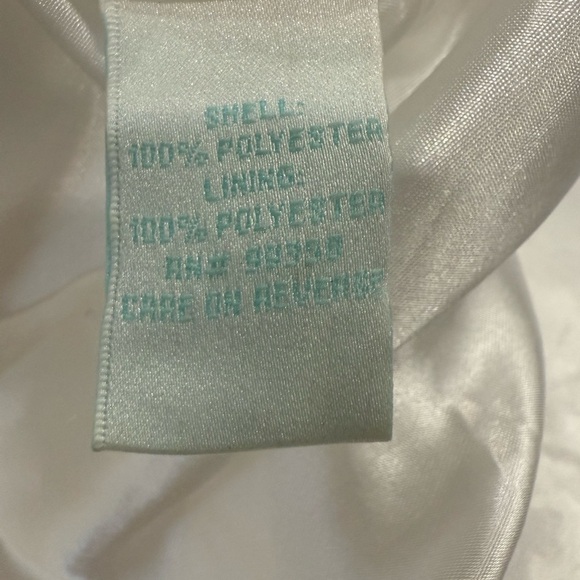 SHELL:
100% POLYESTER
LINING:
100% POLYESTER
RN#
CARE ON REVERSE